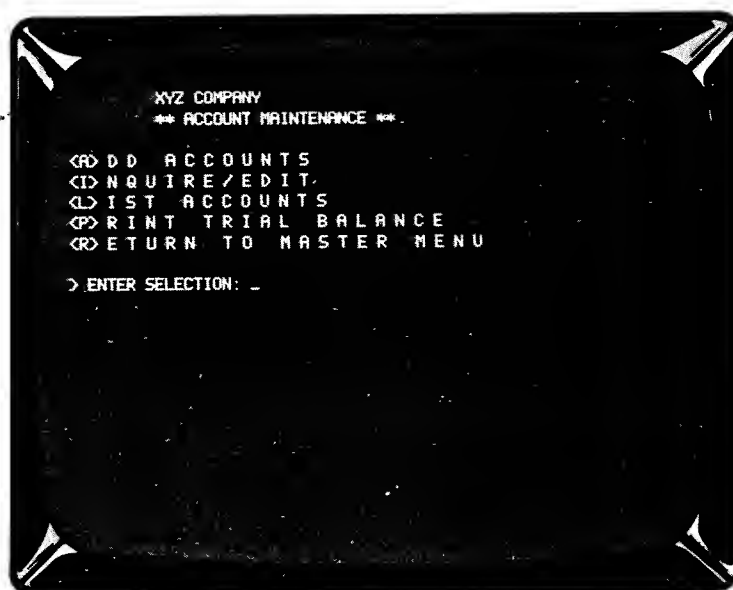 XYZ COMPANY
** ACCOUNT MAINTENANCE **
<A> D D A C C O U N T S
<I> N Q U I R E / E D I T
<L> I S T A C C O U N T S
<P> R I N T T R I A L B A L A N C E
<R> E T U R N T O M A S T E R M E N U
> ENTER SELECTION: _